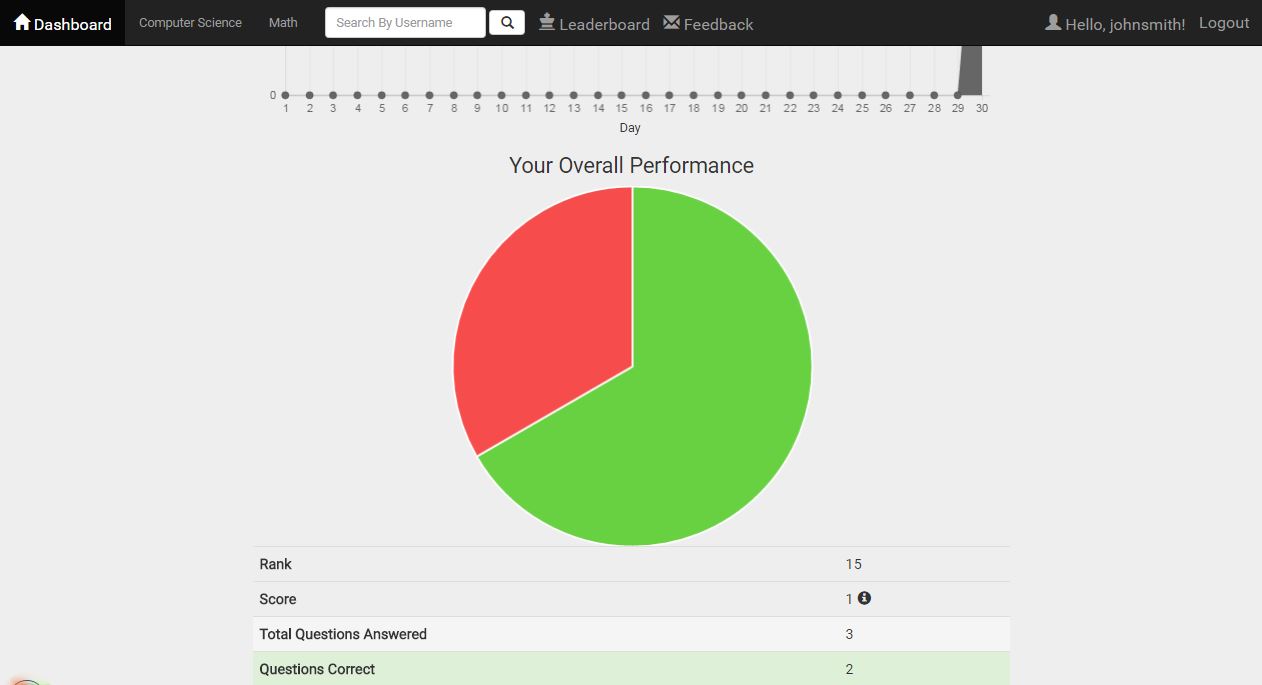 Dashboard Computer Science Math Search By Username Leaderboard Feedback Hello, johnsmith! Logout
0
1 2 3 4 5 6 7 8 9 10 11 12 13 14 15 16 17 18 19 20 21 22 23 24 25 26 27 28 29 30
Day
Your Overall Performance
Rank 15
Score 1
Total Questions Answered 3
Questions Correct 2